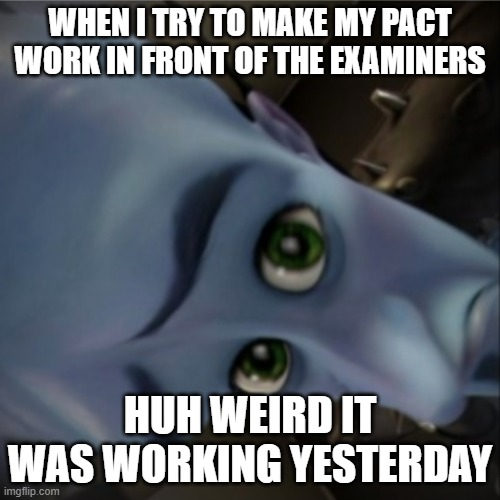 WHEN I TRY TO MAKE MY PACT
WORK IN FRONT OF THE EXAMINERS
HUH WEIRD IT
WAS WORKING YESTERDAY
imgflip.com